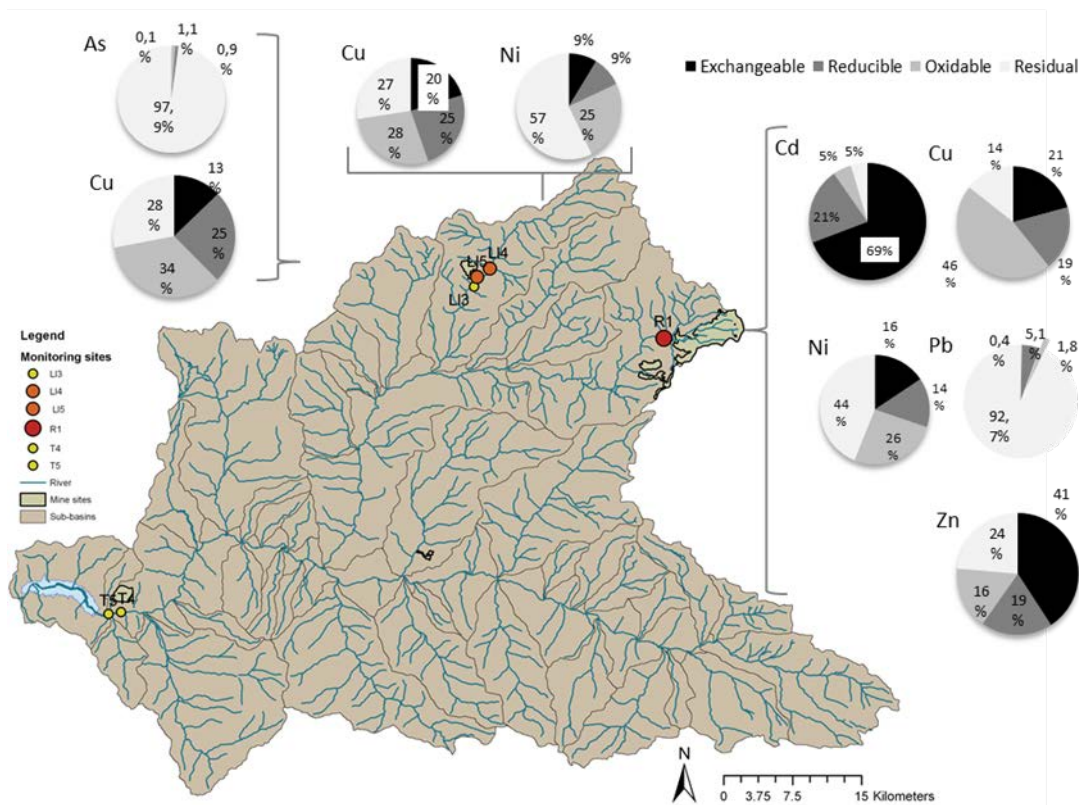 As
0,1
%
1,1
%
0,9
%
97,
9%
Cu
13
%
25
%
34
%
28
%
Cu
20
%
25
%
28
%
27
%
Ni
9%
9%
25
%
57
%
Exchangeable
Reducible
Oxidable
Residual
Cd
5%
5%
21%
69%
Cu
14
%
21
%
19
%
46
%
Ni
16
%
14
%
26
%
44
%
Pb
0,4
%
5,1
%
1,8
%
92,
7%
Zn
41
%
19
%
16
%
24
%
LI5
LI4
LI3
R1
T5
T4
Legend
Monitoring sites
LI3
LI4
LI5
R1
T4
T5
River
Mine sites
Sub-basins
N
0 3.75 7.5 15 Kilometers